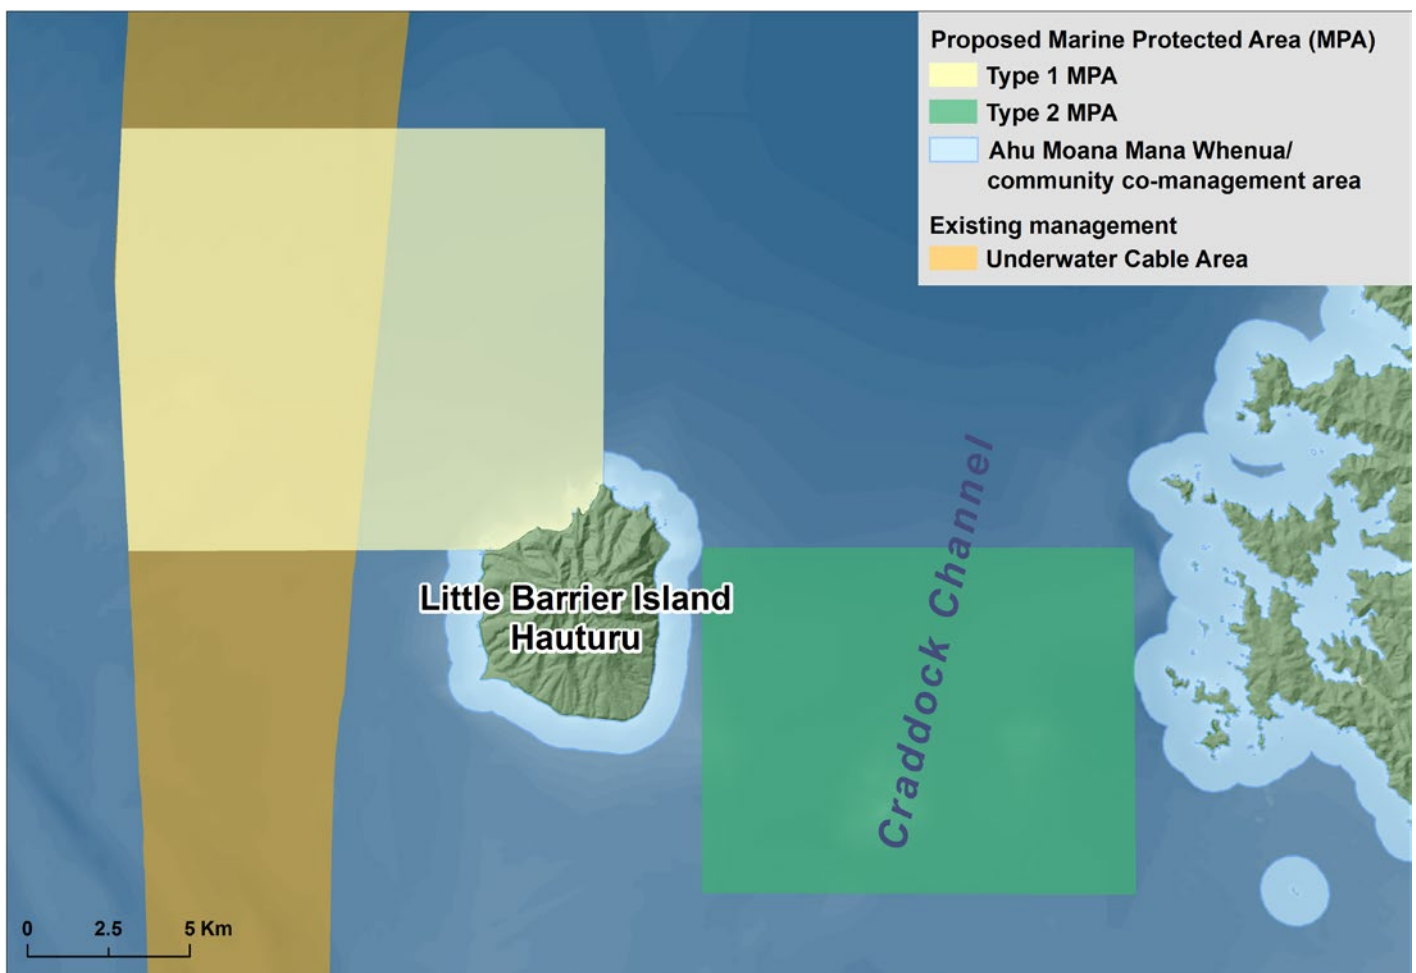 Proposed Marine Protected Area (MPA)
Type 1 MPA
Type 2 MPA
Ahu Moana Mana Whenua/
community co-management area
Existing management
Underwater Cable Area
Little Barrier Island
Hauturu
Craddock Channel
0 2.5 5 Km